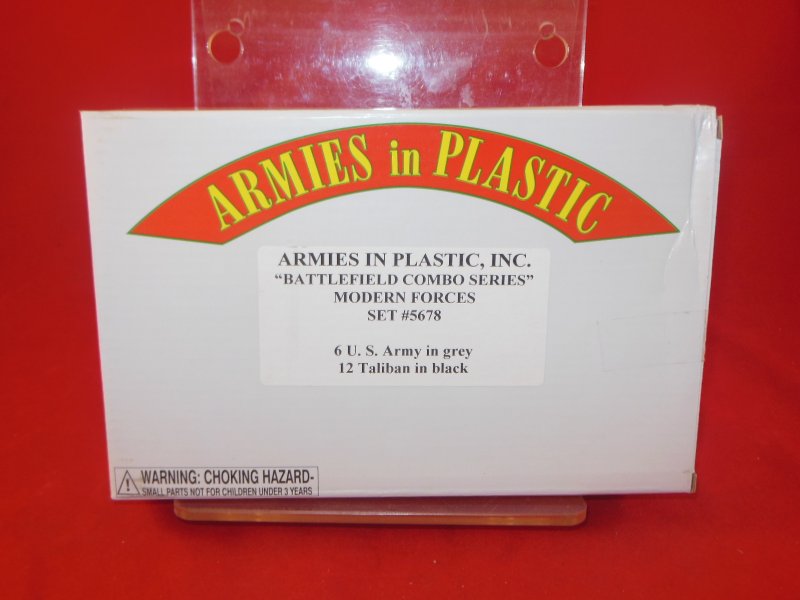 ARMIES in PLASTIC
ARMIES IN PLASTIC, INC.
“BATTLEFIELD COMBO SERIES”
MODERN FORCES
SET #5678
6 U. S. Army in grey
12 Taliban in black
WARNING: CHOKING HAZARD-
SMALL PARTS NOT FOR CHILDREN UNDER 3 YEARS